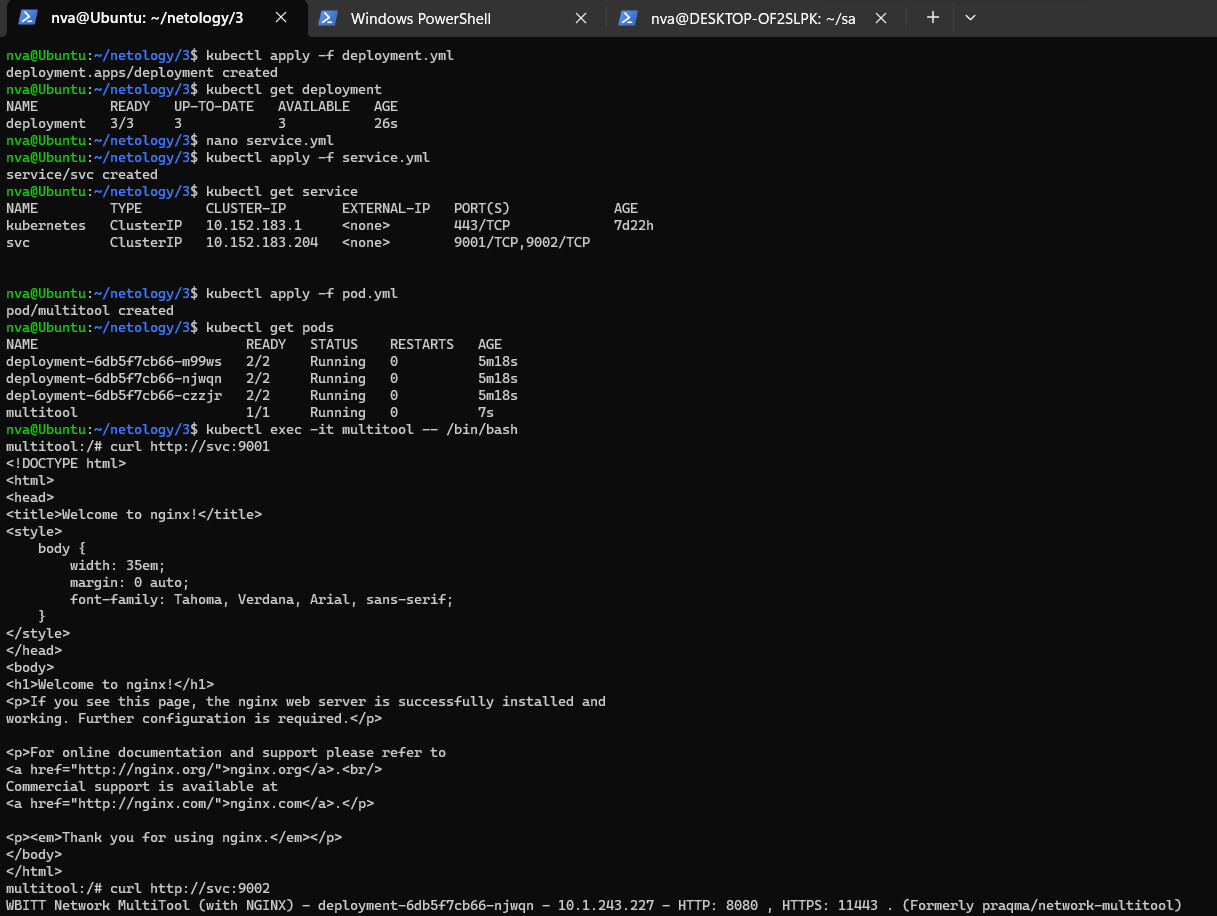 nva@Ubuntu: ~/netology/3
Windows PowerShell
nva@DESKTOP-OF2SLPK: ~/sa
nva@Ubuntu:~/netology/3$ kubectl apply -f deployment.yml
deployment.apps/deployment created
nva@Ubuntu:~/netology/3$ kubectl get deployment
NAME         READY   UP-TO-DATE   AVAILABLE   AGE
deployment   3/3     3            3           26s
nva@Ubuntu:~/netology/3$ nano service.yml
nva@Ubuntu:~/netology/3$ kubectl apply -f service.yml
service/svc created
nva@Ubuntu:~/netology/3$ kubectl get service
NAME         TYPE        CLUSTER-IP       EXTERNAL-IP   PORT(S)             AGE
kubernetes   ClusterIP   10.152.183.1     <none>        443/TCP             7d22h
svc          ClusterIP   10.152.183.204   <none>        9001/TCP,9002/TCP
nva@Ubuntu:~/netology/3$ kubectl apply -f pod.yml
pod/multitool created
nva@Ubuntu:~/netology/3$ kubectl get pods
NAME                          READY   STATUS    RESTARTS   AGE
deployment-6db5f7cb66-m99ws   2/2     Running   0          5m18s
deployment-6db5f7cb66-njwqn   2/2     Running   0          5m18s
deployment-6db5f7cb66-czzjr   2/2     Running   0          5m18s
multitool                     1/1     Running   0          7s
nva@Ubuntu:~/netology/3$ kubectl exec -it multitool -- /bin/bash
multitool:/# curl http://svc:9001
<!DOCTYPE html>
<html>
<head>
<title>Welcome to nginx!</title>
<style>
    body {
        width: 35em;
        margin: 0 auto;
        font-family: Tahoma, Verdana, Arial, sans-serif;
    }
</style>
</head>
<body>
<h1>Welcome to nginx!</h1>
<p>If you see this page, the nginx web server is successfully installed and
working. Further configuration is required.</p>
<p>For online documentation and support please refer to
<a href="http://nginx.org/">nginx.org</a>.<br/>
Commercial support is available at
<a href="http://nginx.com/">nginx.com</a>.</p>
<p><em>Thank you for using nginx.</em></p>
</body>
</html>
multitool:/# curl http://svc:9002
WBITT Network MultiTool (with NGINX) - deployment-6db5f7cb66-njwqn - 10.1.243.227 - HTTP: 8080 , HTTPS: 11443 . (Formerly praqma/network-multitool)